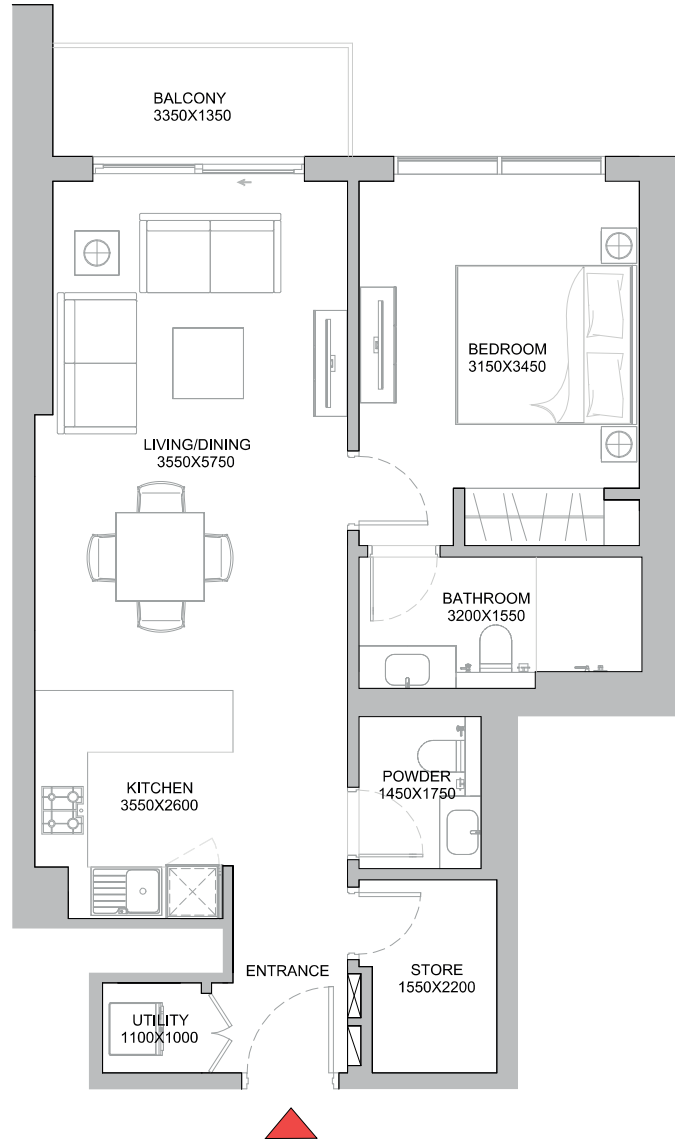 BALCONY
3350X1350
BEDROOM
3150X3450
LIVING/DINING
3550X5750
BATHROOM
3200X1550
KITCHEN
3550X2600
POWDER
1450X1750
ENTRANCE
STORE
1550X2200
UTILITY
1100X1000